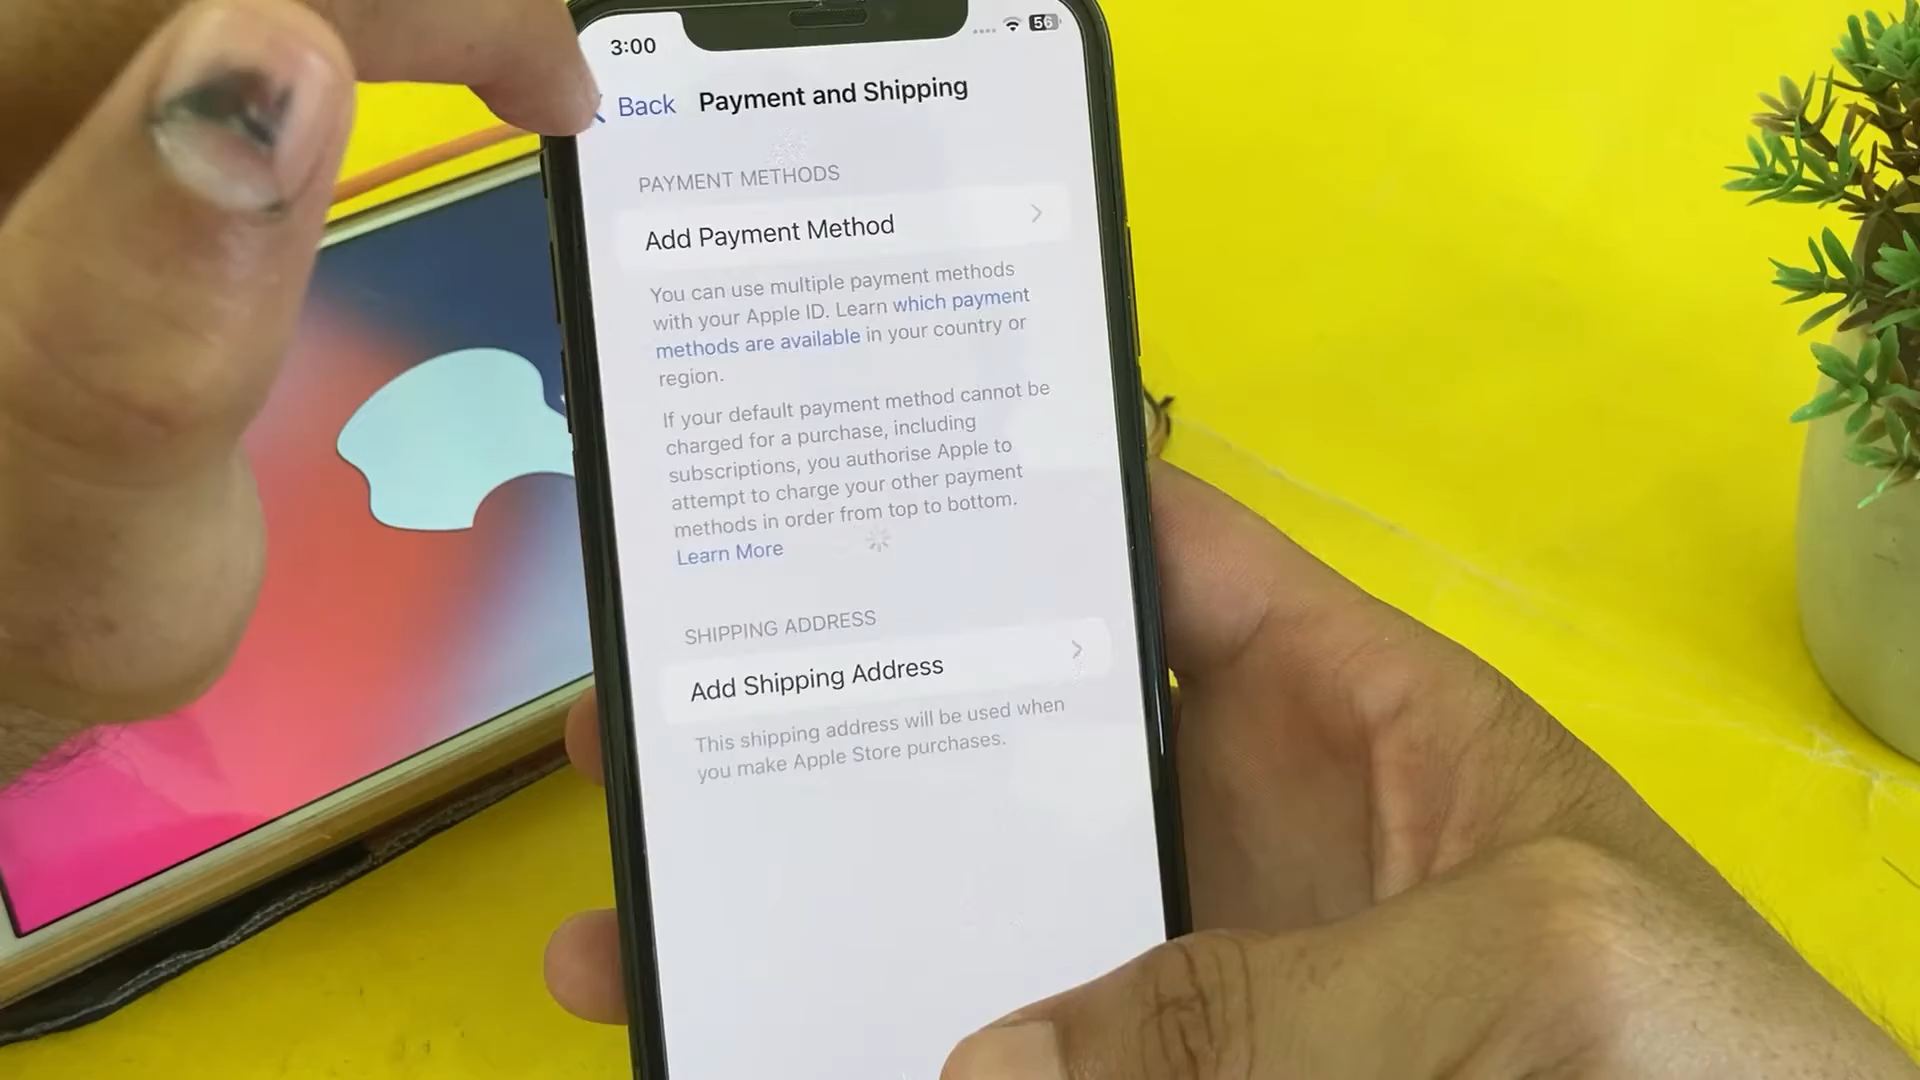 3:00
56
Back
Payment and Shipping
PAYMENT METHODS
Add Payment Method
You can use multiple payment methods
with your Apple ID. Learn which payment
methods are available in your country or
region.
If your default payment method cannot be
charged for a purchase, including
subscriptions, you authorise Apple to
attempt to charge your other payment
methods in order from top to bottom.
Learn More
SHIPPING ADDRESS
Add Shipping Address
This shipping address will be used when
you make Apple Store purchases.